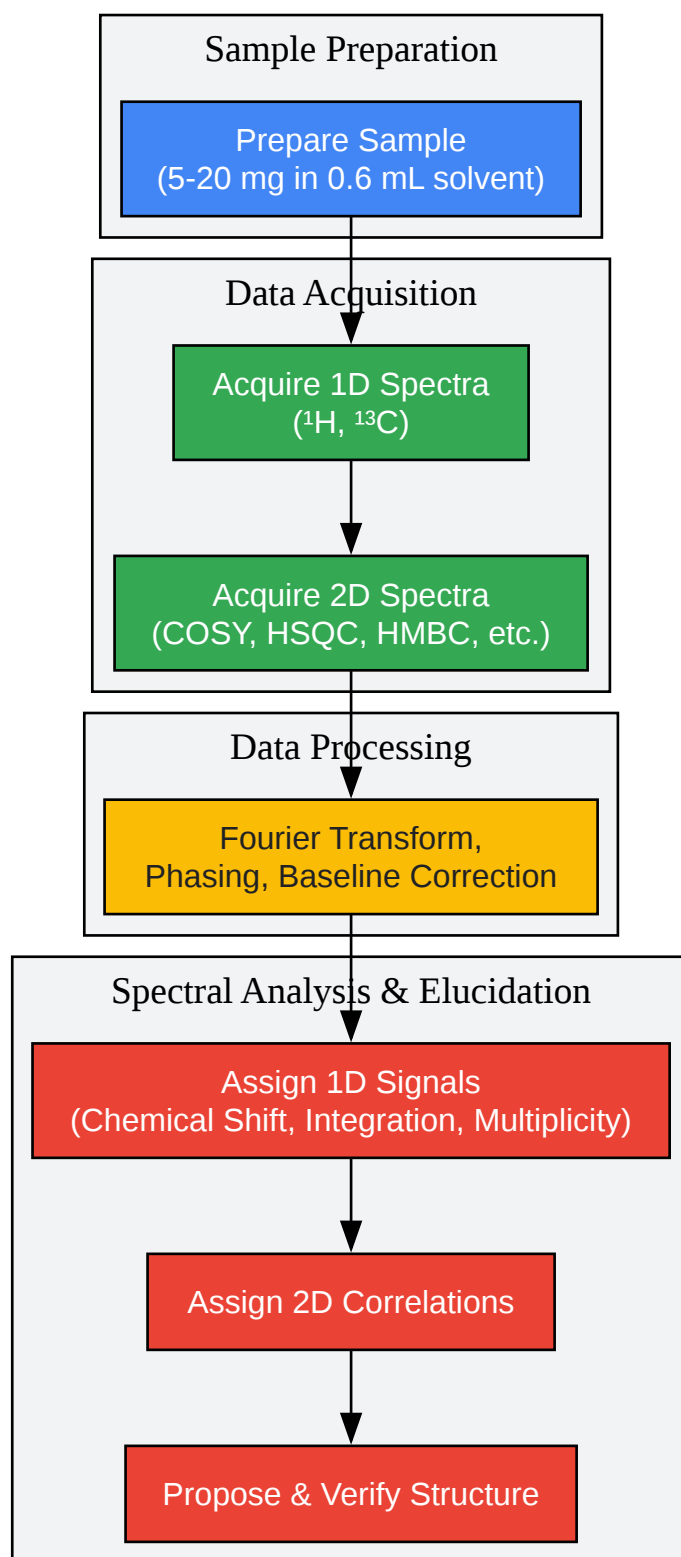 Sample Preparation
Prepare Sample
(5-20 mg in 0.6 mL solvent)
Data Acquisition
Acquire 1D Spectra
(¹H, ¹³C)
Acquire 2D Spectra
(COSY, HSQC, HMBC, etc.)
Data Processing
Fourier Transform,
Phasing, Baseline Correction
Spectral Analysis & Elucidation
Assign 1D Signals
(Chemical Shift, Integration, Multiplicity)
Assign 2D Correlations
Propose & Verify Structure